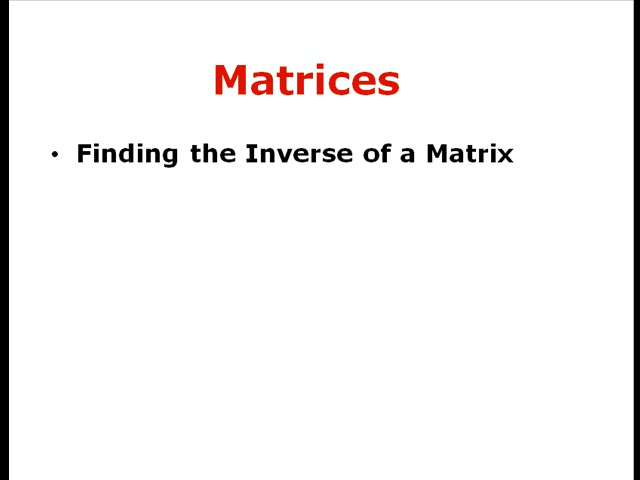 Matrices
• Finding the Inverse of a Matrix